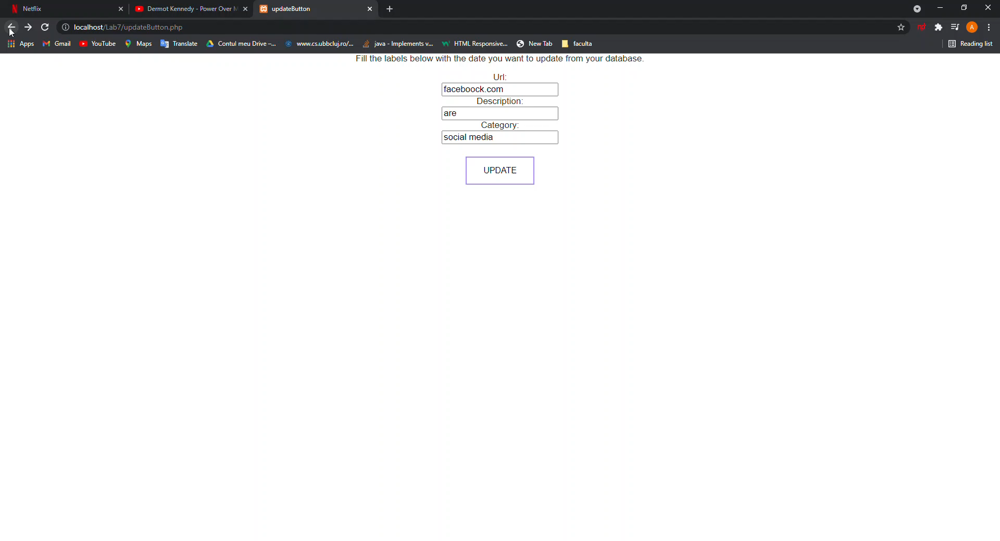 Netflix
Dermot Kennedy - Power Over M
updateButton
localhost/Lab7/updateButton.php
A
Apps
Gmail
YouTube
Maps
Translate
Contul meu Drive –...
www.cs.ubbcluj.ro/...
java - Implements v...
HTML Responsive...
New Tab
faculta
Reading list
Fill the labels below with the date you want to update from your database.
Url:
faceboock.com
Description:
are
Category:
social media
UPDATE